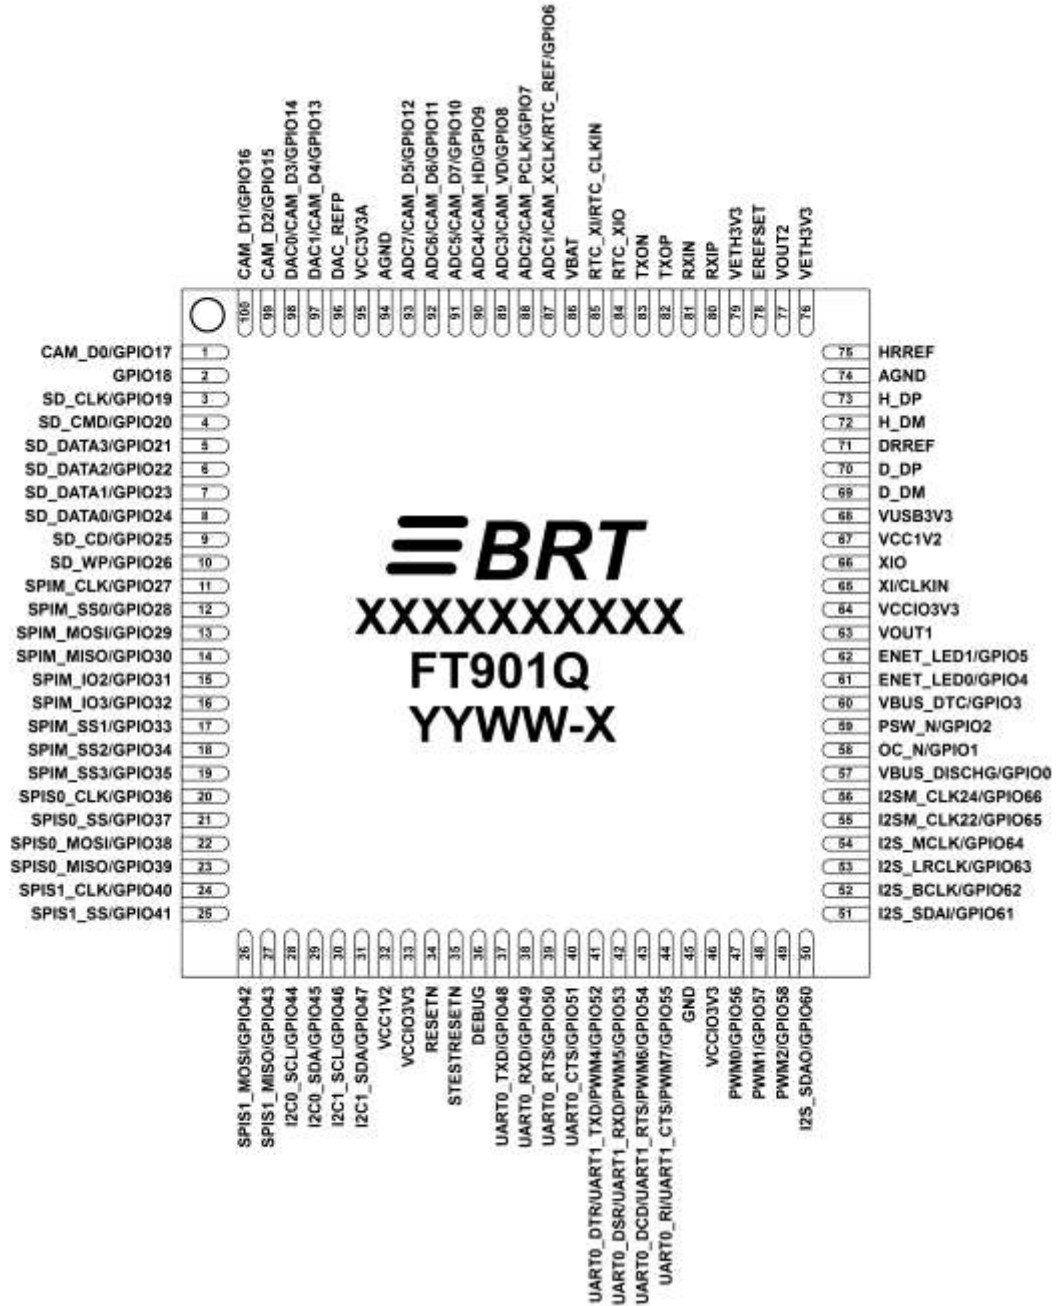 CAM_D1/GPIO16
CAM_D2/GPIO15
DAC0/CAM_D3/GPIO14
DAC1/CAM_D4/GPIO13
DAC_REFP
VCC3V3A
AGND
ADC7/CAM_D5/GPIO12
ADC6/CAM_D6/GPIO11
ADC5/CAM_D7/GPIO10
ADC4/CAM_HD/GPIO9
ADC3/CAM_VD/GPIO8
ADC2/CAM_PCLK/GPIO7
ADC1/CAM_XCLK/RTC_REF/GPIO6
VBAT
RTC_XI/RTC_CLKIN
RTC_XIO
TXON
TXOP
RXIN
RXIP
VETH3V3
EREFSET
VOUT2
VETH3V3
100 99 98 97 96 95 94 93 92 91 90 89 88 87 86 85 84 83 82 81 80 79 78 77 76
CAM_D0/GPIO17 1
GPIO18 2
SD_CLK/GPIO19 3
SD_CMD/GPIO20 4
SD_DATA3/GPIO21 5
SD_DATA2/GPIO22 6
SD_DATA1/GPIO23 7
SD_DATA0/GPIO24 8
SD_CD/GPIO25 9
SD_WP/GPIO26 10
SPIM_CLK/GPIO27 11
SPIM_SS0/GPIO28 12
SPIM_MOSI/GPIO29 13
SPIM_MISO/GPIO30 14
SPIM_IO2/GPIO31 15
SPIM_IO3/GPIO32 16
SPIM_SS1/GPIO33 17
SPIM_SS2/GPIO34 18
SPIM_SS3/GPIO35 19
SPIS0_CLK/GPIO36 20
SPIS0_SS/GPIO37 21
SPIS0_MOSI/GPIO38 22
SPIS0_MISO/GPIO39 23
SPIS1_CLK/GPIO40 24
SPIS1_SS/GPIO41 25
BRT
XXXXXXXXXX
FT901Q
YYWW-X
75 HRREF
74 AGND
73 H_DP
72 H_DM
71 DRREF
70 D_DP
69 D_DM
68 VUSB3V3
67 VCC1V2
66 XIO
65 XI/CLKIN
64 VCCIO3V3
63 VOUT1
62 ENET_LED1/GPIO5
61 ENET_LED0/GPIO4
60 VBUS_DTC/GPIO3
59 PSW_N/GPIO2
58 OC_N/GPIO1
57 VBUS_DISCHG/GPIO0
56 I2SM_CLK24/GPIO66
55 I2SM_CLK22/GPIO65
54 I2S_MCLK/GPIO64
53 I2S_LRCLK/GPIO63
52 I2S_BCLK/GPIO62
51 I2S_SDAI/GPIO61
26 27 28 29 30 31 32 33 34 35 36 37 38 39 40 41 42 43 44 45 46 47 48 49 50
SPIS1_MOSI/GPIO42
SPIS1_MISO/GPIO43
I2C0_SCL/GPIO44
I2C0_SDA/GPIO45
I2C1_SCL/GPIO46
I2C1_SDA/GPIO47
VCC1V2
VCCIO3V3
RESETN
STESTRESETN
DEBUG
UART0_TXD/GPIO48
UART0_RXD/GPIO49
UART0_RTS/GPIO50
UART0_CTS/GPIO51
UART0_DTR/UART1_TXD/PWM4/GPIO52
UART0_DSR/UART1_RXD/PWM5/GPIO53
UART0_DCD/UART1_RTS/PWM6/GPIO54
UART0_RI/UART1_CTS/PWM7/GPIO55
GND
VCCIO3V3
PWM0/GPIO56
PWM1/GPIO57
PWM2/GPIO58
I2S_SDAO/GPIO60